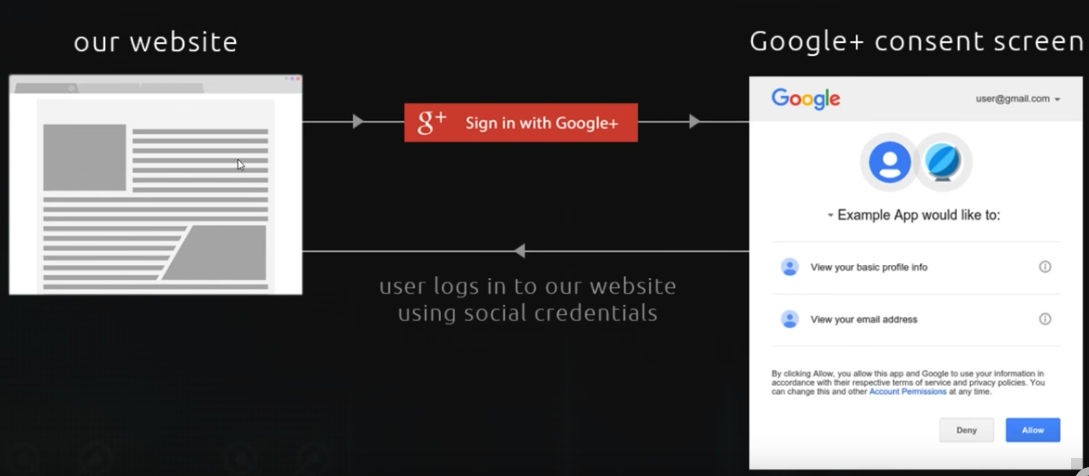 our website
Google+ consent screen
g+ Sign in with Google+
Google
user@gmail.com
Example App would like to:
View your basic profile info
View your email address
user logs in to our website
using social credentials
By clicking Allow, you allow this app and Google to use your information in
accordance with their respective terms of service and privacy policies. You
can change this and other Account Permissions at any time.
Deny
Allow